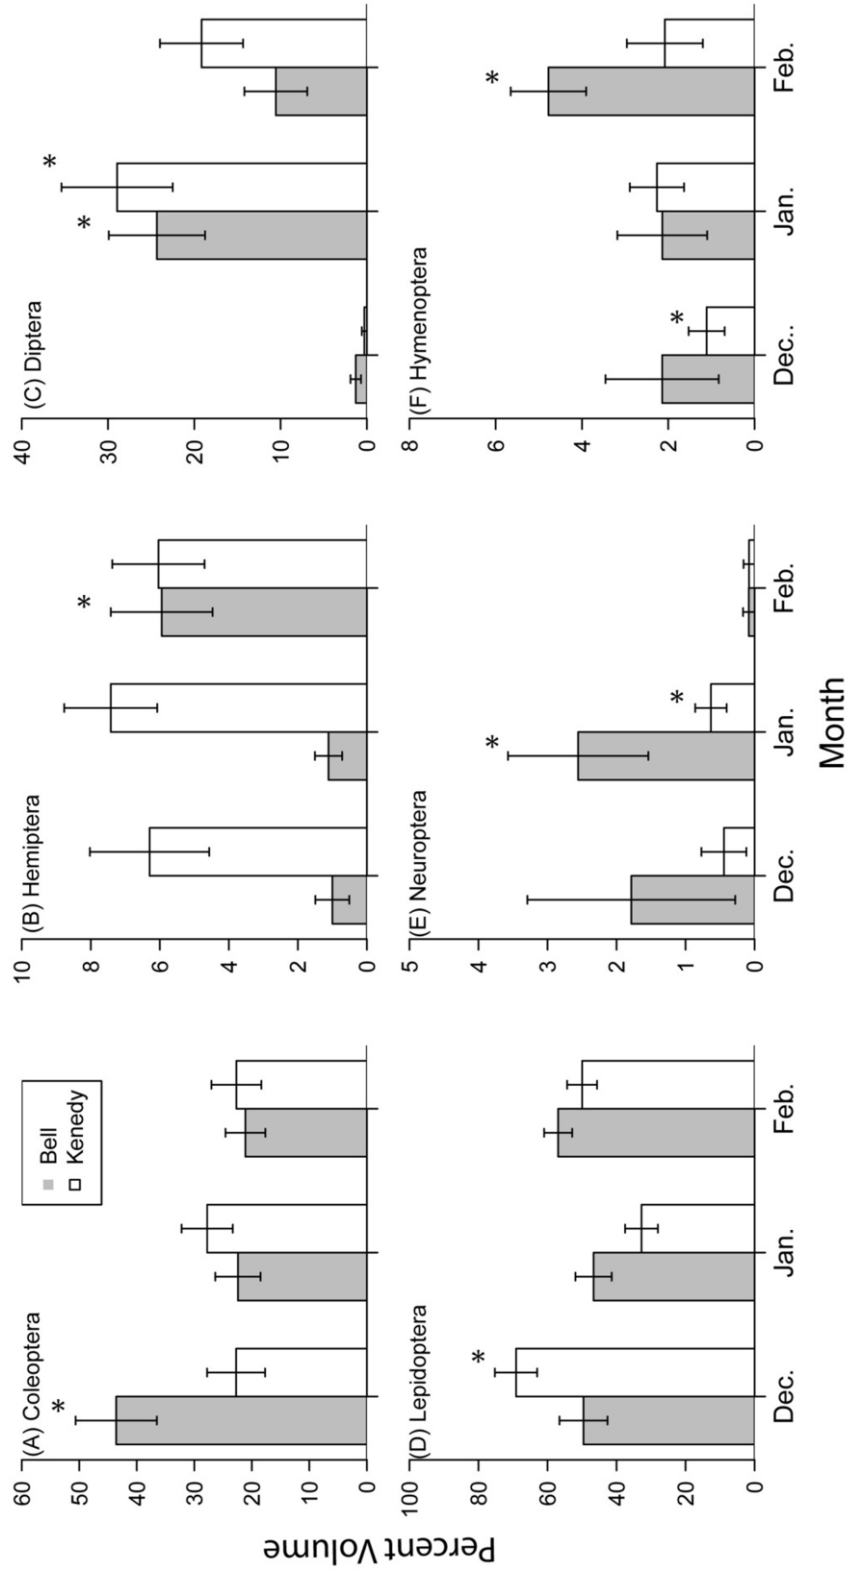 Bell
Kenedy
(A) Coleoptera
60
50
40
30
20
10
0
*
(B) Hemiptera
10
8
6
4
2
0
*
(C) Diptera
40
30
20
10
0
*
*
(D) Lepidoptera
100
80
60
40
20
0
*
Dec.
Jan.
Feb.
(E) Neuroptera
5
4
3
2
1
0
*
*
Dec.
Jan.
Feb.
(F) Hymenoptera
8
6
4
2
0
*
*
Dec..
Jan.
Feb.
Percent Volume
Month